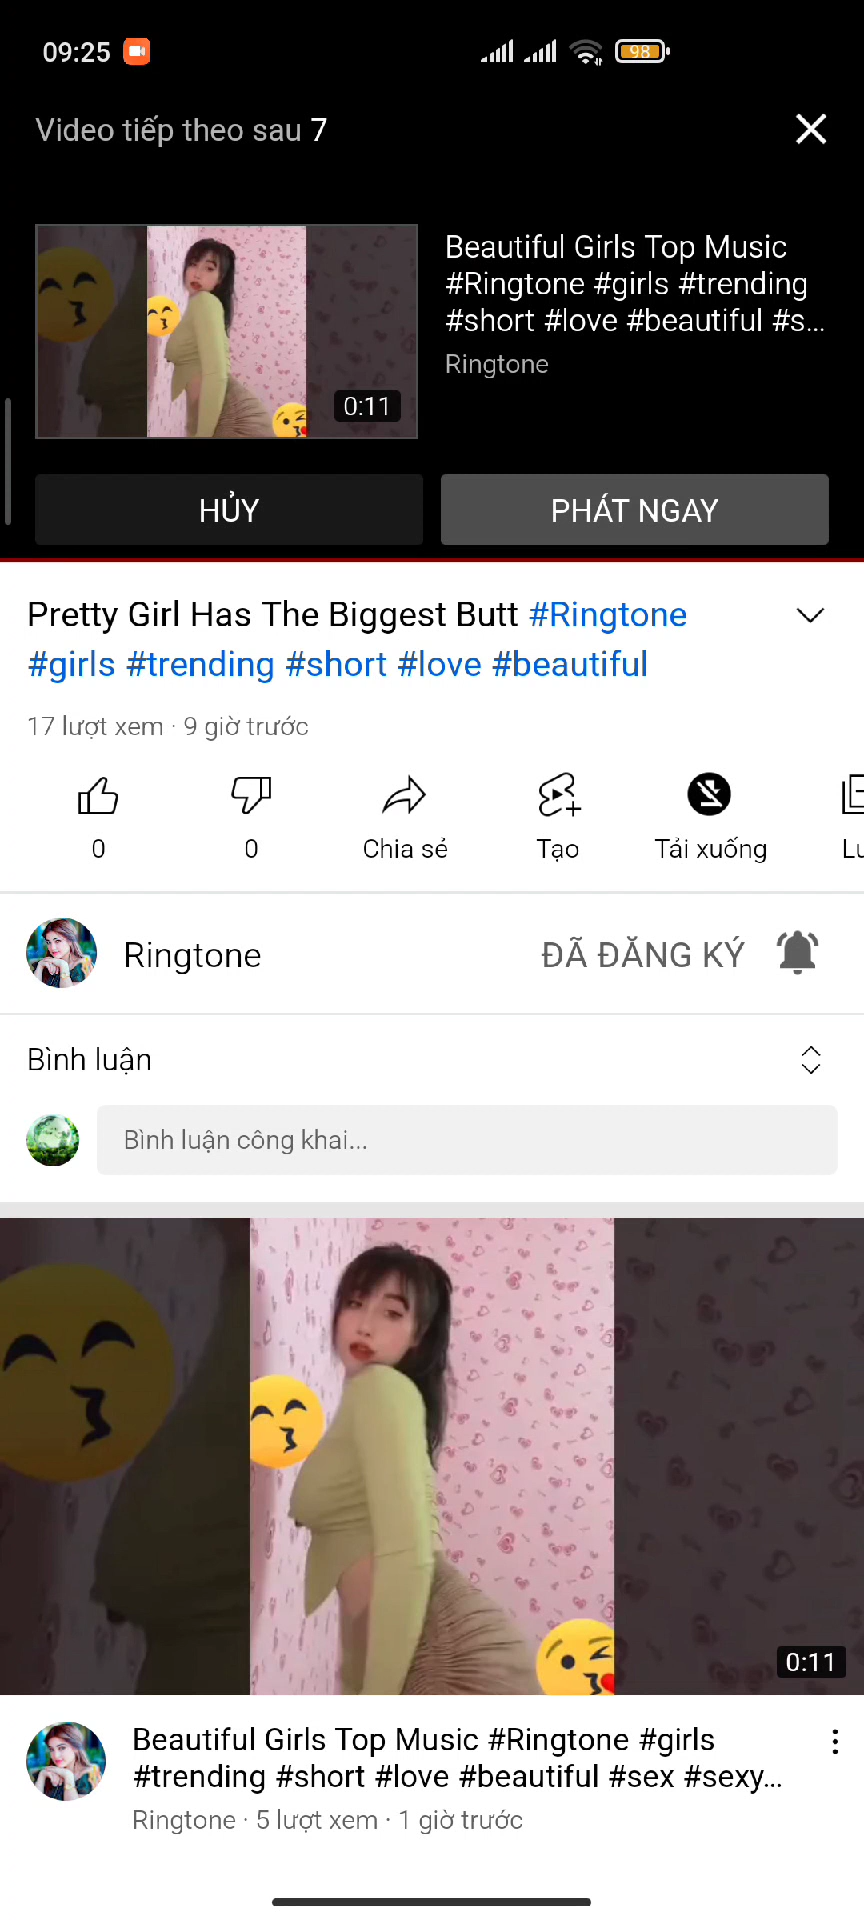 09:25
98
Video tiếp theo sau 7
Beautiful Girls Top Music
#Ringtone #girls #trending
#short #love #beautiful #s...
Ringtone
0:11
HỦY
PHÁT NGAY
Pretty Girl Has The Biggest Butt #Ringtone
#girls #trending #short #love #beautiful
17 lượt xem · 9 giờ trước
0
0
Chia sẻ
Tạo
Tải xuống
Lu
Ringtone
ĐÃ ĐĂNG KÝ
Bình luận
Bình luận công khai...
0:11
Beautiful Girls Top Music #Ringtone #girls
#trending #short #love #beautiful #sex #sexy...
Ringtone · 5 lượt xem · 1 giờ trước